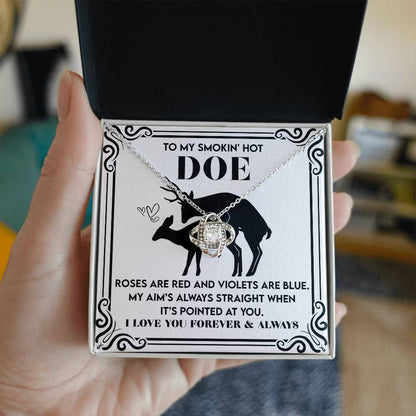 TO MY SMOKIN' HOT
DOE
ROSES ARE RED AND VIOLETS ARE BLUE.
MY AIM'S ALWAYS STRAIGHT WHEN
IT'S POINTED AT YOU.
I LOVE YOU FOREVER & ALWAYS